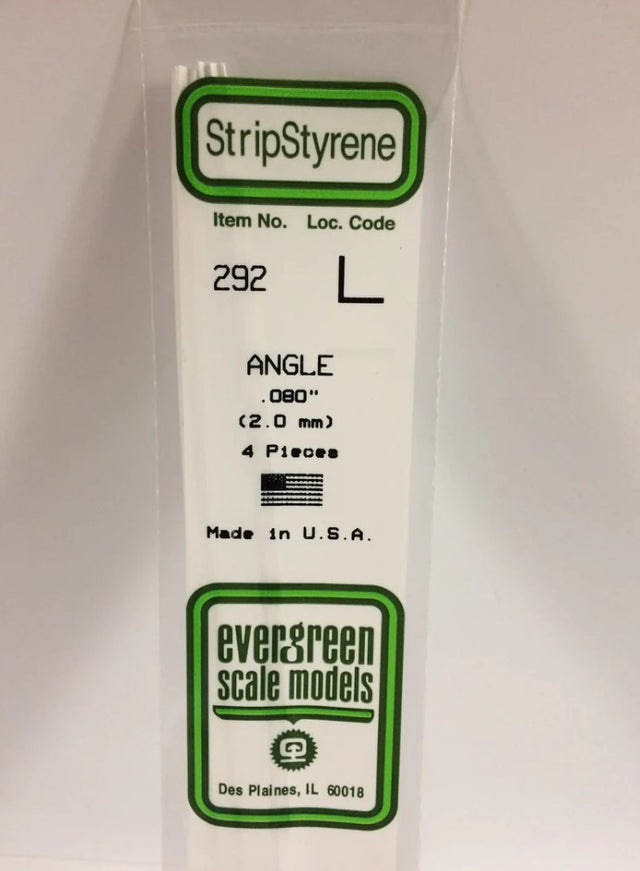 StripStyrene
Item No. Loc. Code
292 L
ANGLE
.080"
(2.0 mm)
4 Pieces
Made in U.S.A.
evergreen
scale models
Des Plaines, IL 60018